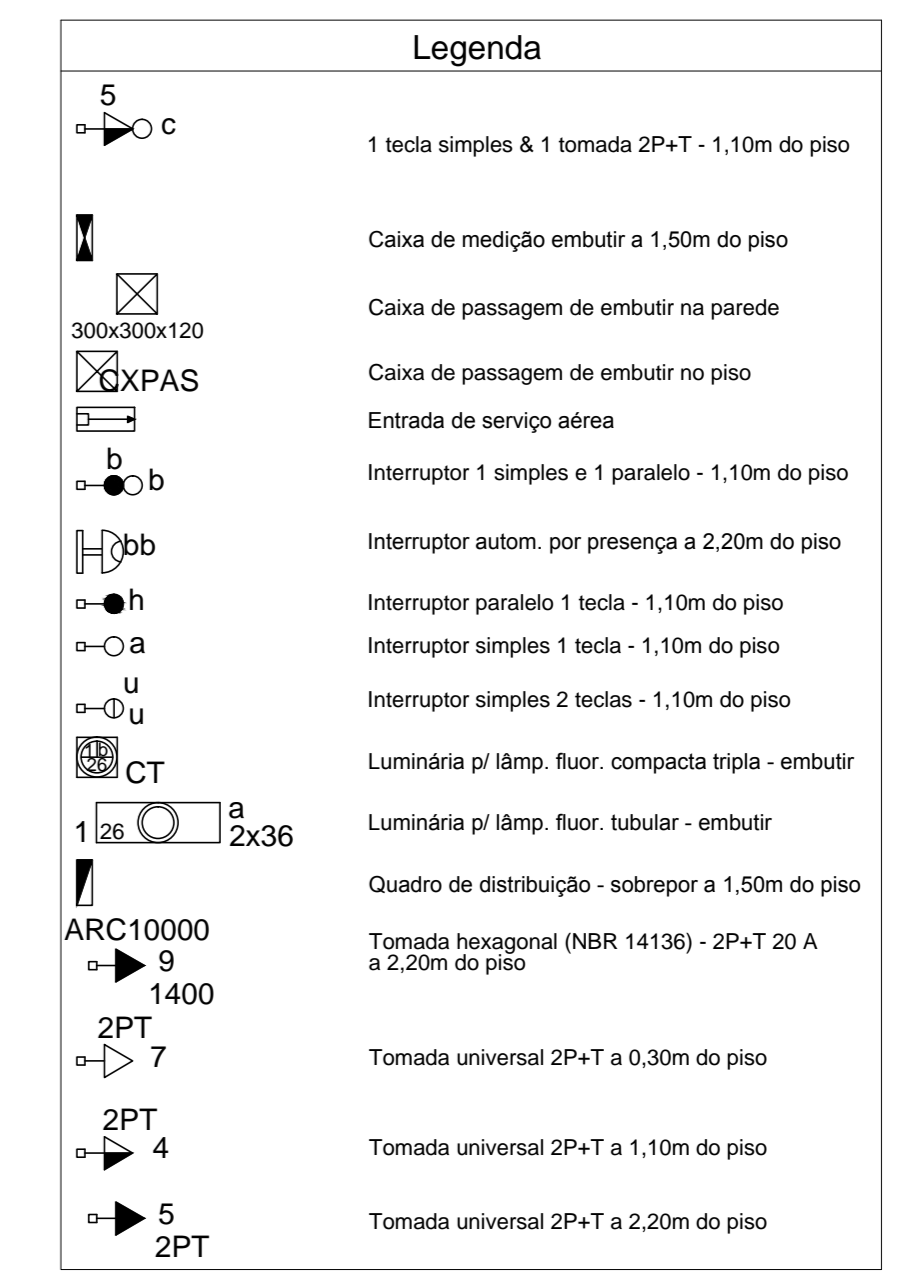 Legenda
5
c
1 tecla simples & 1 tomada 2P+T - 1,10m do piso
Caixa de medição embutir a 1,50m do piso
300x300x120
Caixa de passagem de embutir na parede
CXPAS
Caixa de passagem de embutir no piso
Entrada de serviço aérea
b
b
Interruptor 1 simples e 1 paralelo - 1,10m do piso
bb
Interruptor autom. por presença a 2,20m do piso
h
Interruptor paralelo 1 tecla - 1,10m do piso
a
Interruptor simples 1 tecla - 1,10m do piso
u
u
Interruptor simples 2 teclas - 1,10m do piso
1b
26
CT
Luminária p/ lâmp. fluor. compacta tripla - embutir
1 26 a
2x36
Luminária p/ lâmp. fluor. tubular - embutir
Quadro de distribuição - sobrepor a 1,50m do piso
ARC10000
9
1400
Tomada hexagonal (NBR 14136) - 2P+T 20 A
a 2,20m do piso
2PT
7
Tomada universal 2P+T a 0,30m do piso
2PT
4
Tomada universal 2P+T a 1,10m do piso
5
2PT
Tomada universal 2P+T a 2,20m do piso